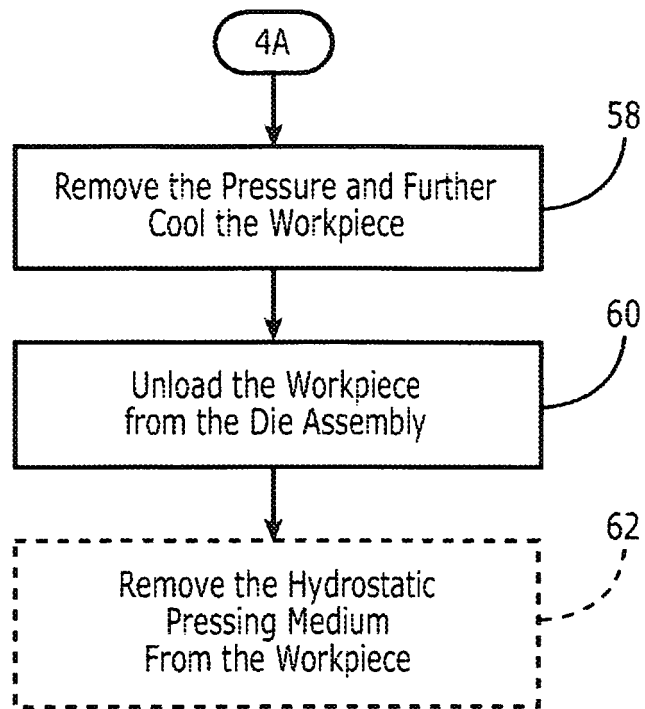 4A
58
Remove the Pressure and Further
Cool the Workpiece
60
Unload the Workpiece
from the Die Assembly
62
Remove the Hydrostatic
Pressing Medium
From the Workpiece